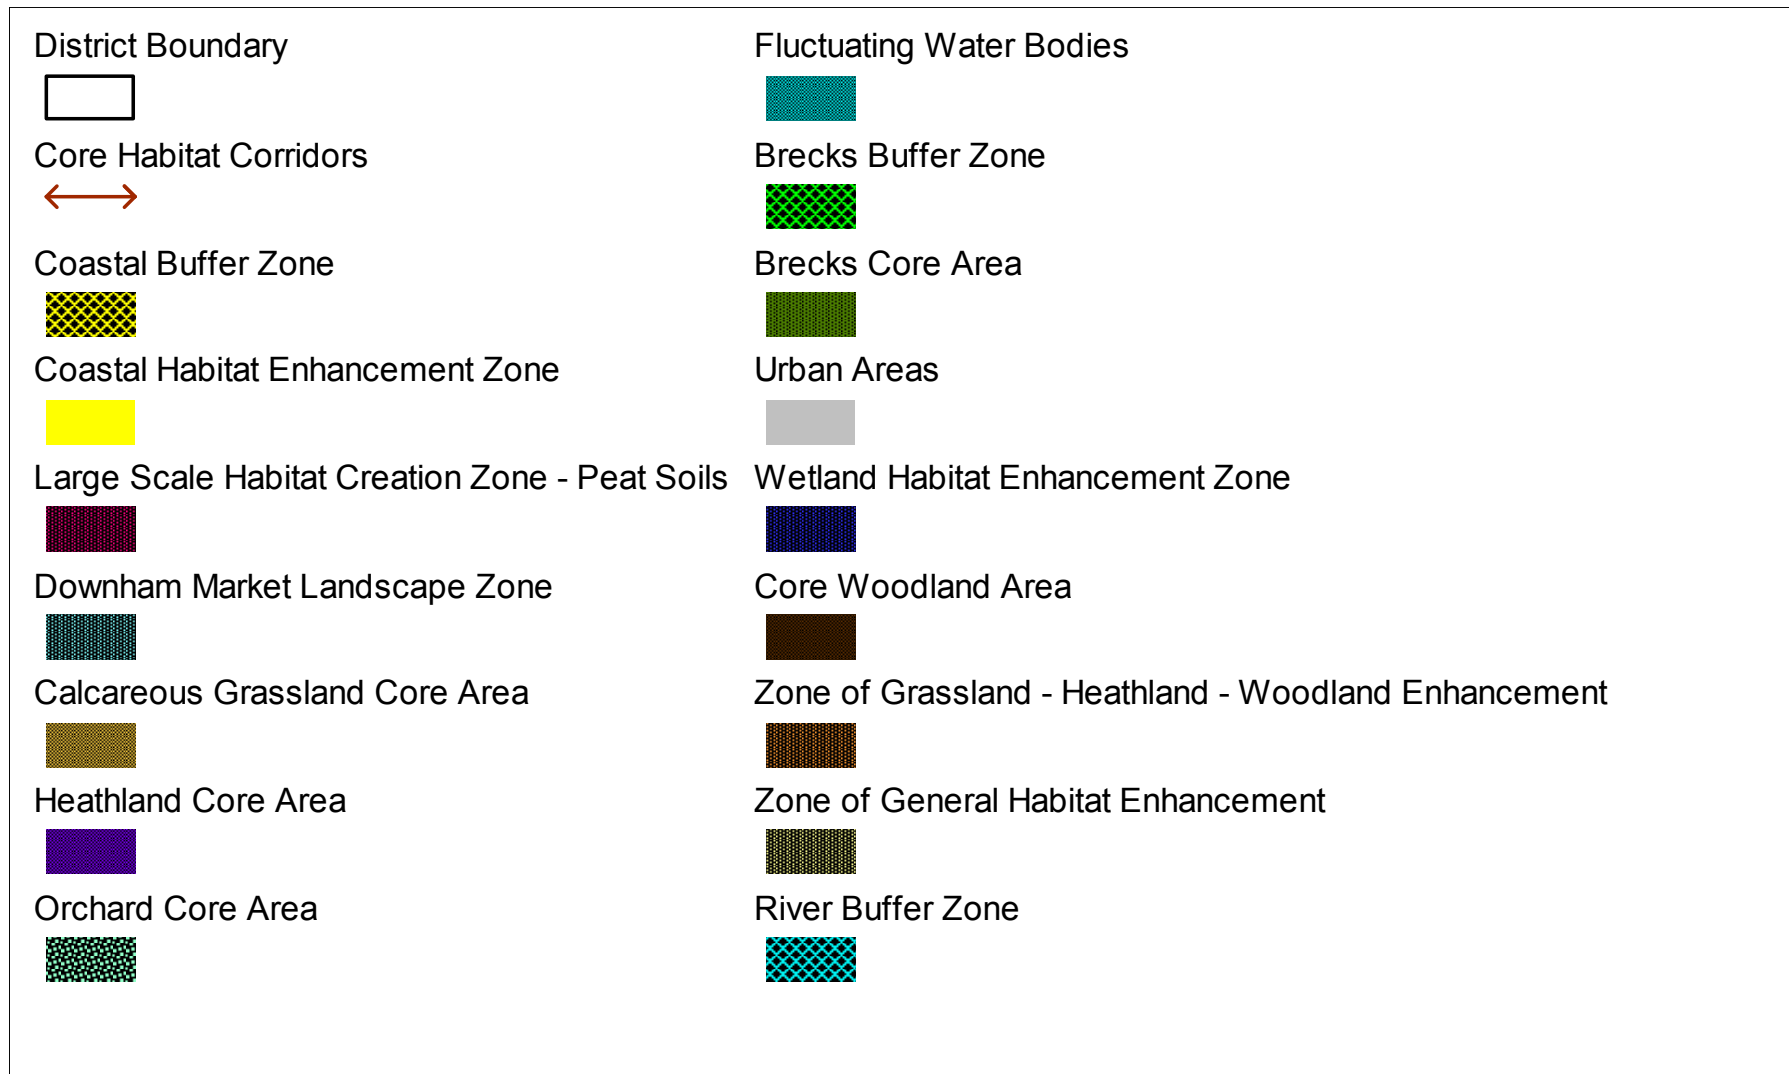 District Boundary
Core Habitat Corridors
Coastal Buffer Zone
Coastal Habitat Enhancement Zone
Large Scale Habitat Creation Zone - Peat Soils
Downham Market Landscape Zone
Calcareous Grassland Core Area
Heathland Core Area
Orchard Core Area
Fluctuating Water Bodies
Brecks Buffer Zone
Brecks Core Area
Urban Areas
Wetland Habitat Enhancement Zone
Core Woodland Area
Zone of Grassland - Heathland - Woodland Enhancement
Zone of General Habitat Enhancement
River Buffer Zone